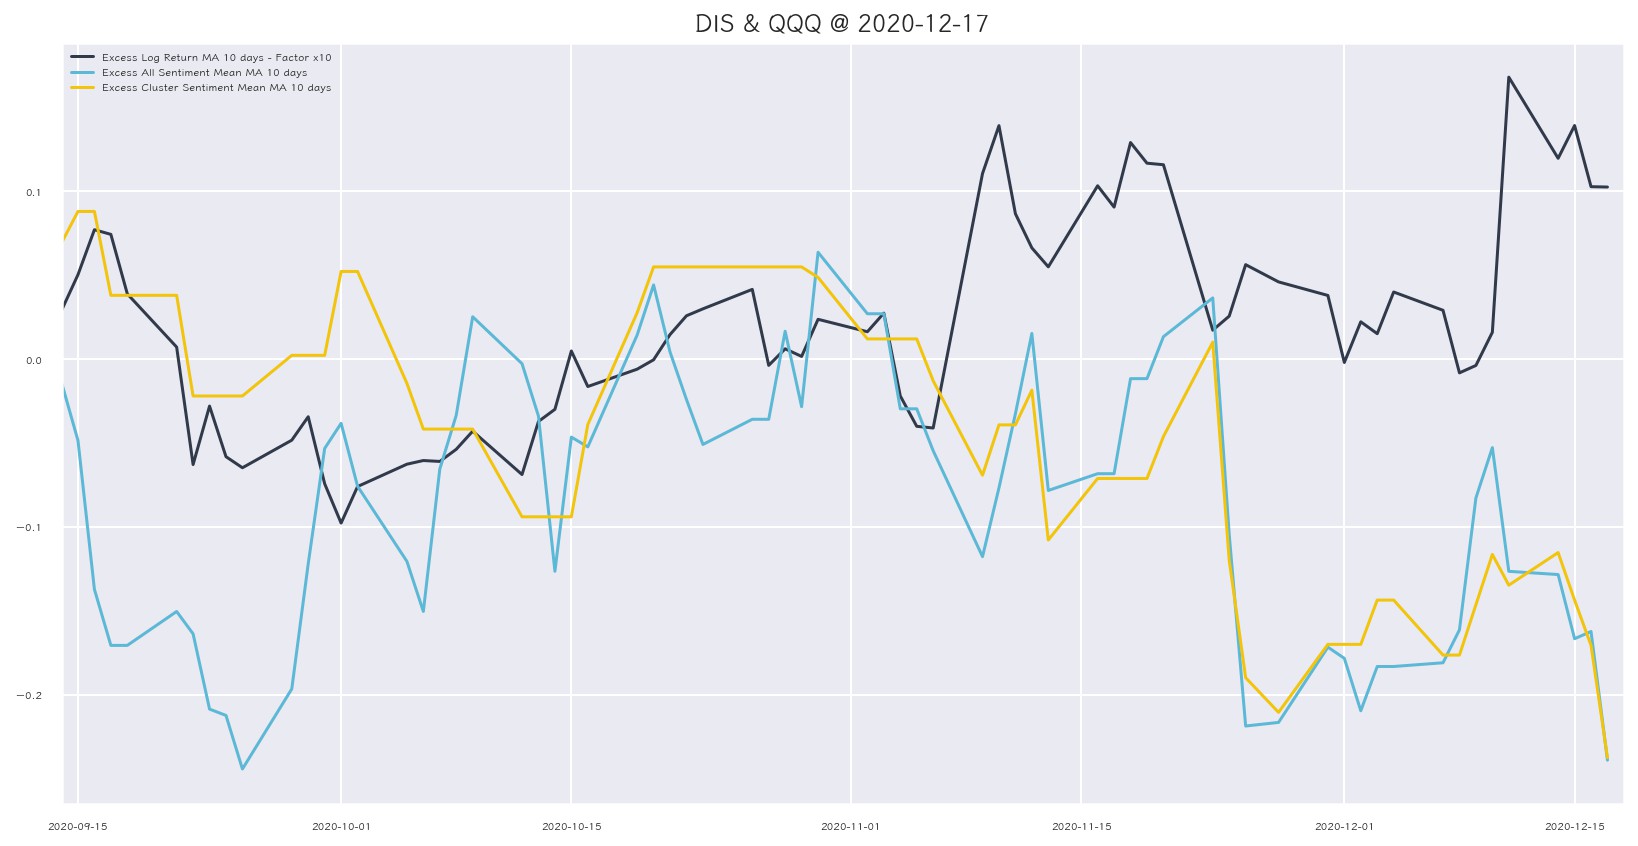 DIS & QQQ @ 2020-12-17
Excess Log Return MA 10 days - Factor x10
Excess All Sentiment Mean MA 10 days
Excess Cluster Sentiment Mean MA 10 days
0.1
0.0
−0.1
−0.2
2020-09-15 2020-10-01 2020-10-15 2020-11-01 2020-11-15 2020-12-01 2020-12-15